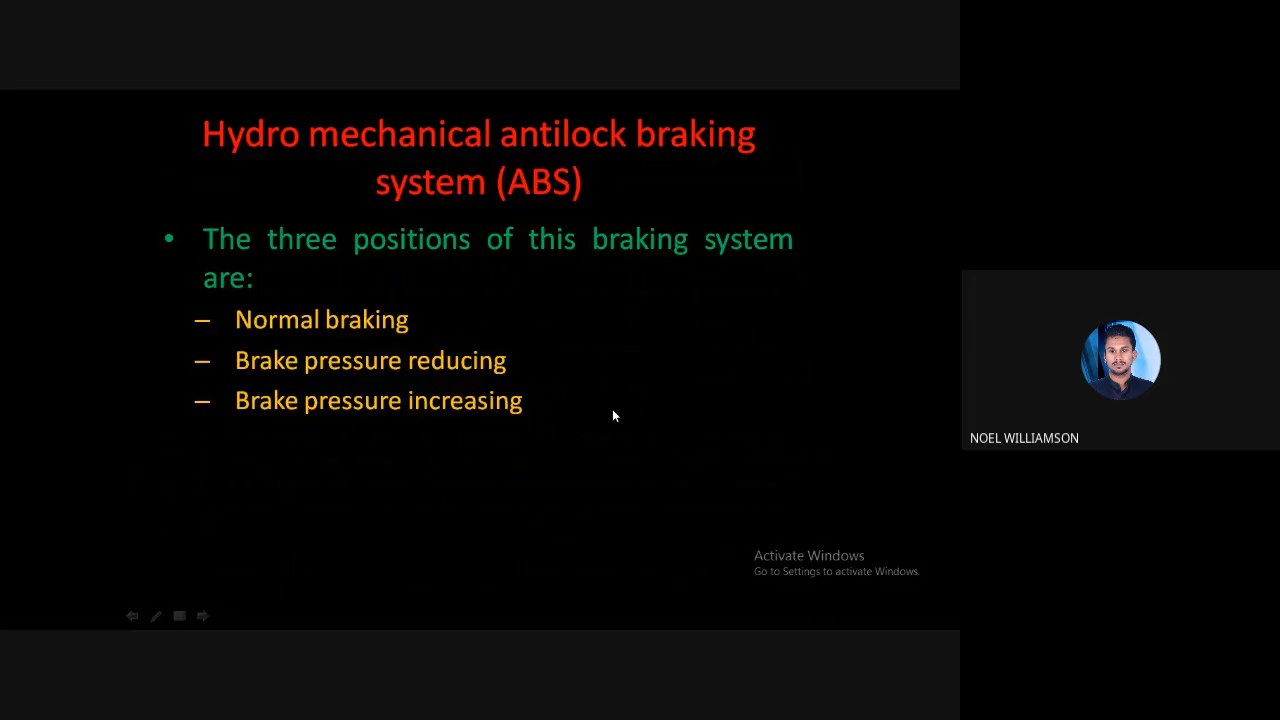 Hydro mechanical antilock braking
system (ABS)
• The three positions of this braking system
are:
– Normal braking
– Brake pressure reducing
– Brake pressure increasing
NOEL WILLIAMSON
Activate Windows
Go to Settings to activate Windows.